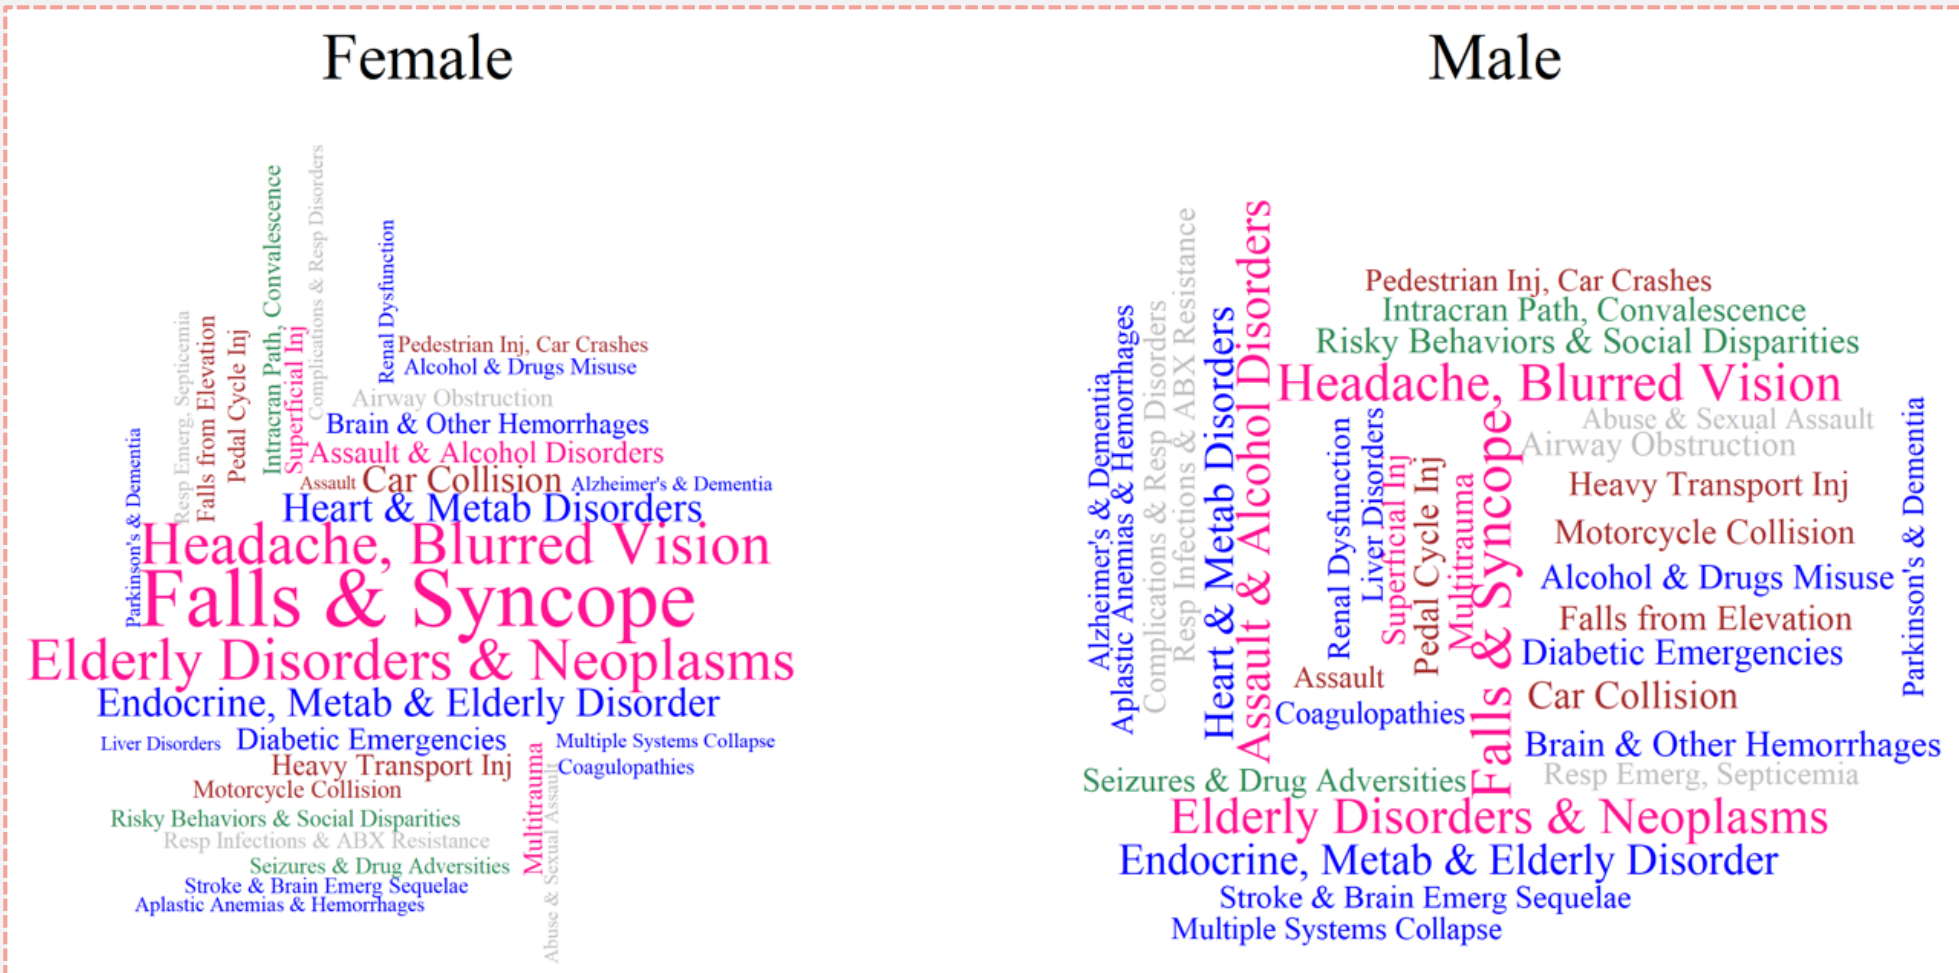 Female
Complications & Resp Disorders
Intracran Path, Convalescence
Renal Dysfunction
Resp Emerg, Septicemia
Falls from Elevation
Pedal Cycle Inj
Superficial Inj
Pedestrian Inj, Car Crashes
Alcohol & Drugs Misuse
Airway Obstruction
Brain & Other Hemorrhages
Parkinson's & Dementia
Assault & Alcohol Disorders
Assault
Car Collision
Alzheimer's & Dementia
Heart & Metab Disorders
Headache, Blurred Vision
Falls & Syncope
Elderly Disorders & Neoplasms
Endocrine, Metab & Elderly Disorder
Liver Disorders
Diabetic Emergencies
Multiple Systems Collapse
Heavy Transport Inj
Multitrauma
Coagulopathies
Abuse & Sexual Assault
Motorcycle Collision
Risky Behaviors & Social Disparities
Resp Infections & ABX Resistance
Seizures & Drug Adversities
Stroke & Brain Emerg Sequelae
Aplastic Anemias & Hemorrhages
Male
Alzheimer's & Dementia
Aplastic Anemias & Hemorrhages
Complications & Resp Disorders
Resp Infections & ABX Resistance
Heart & Metab Disorders
Assault & Alcohol Disorders
Pedestrian Inj, Car Crashes
Intracran Path, Convalescence
Risky Behaviors & Social Disparities
Headache, Blurred Vision
Renal Dysfunction
Liver Disorders
Superficial Inj
Pedal Cycle Inj
Multitrauma
Falls & Syncope
Abuse & Sexual Assault
Airway Obstruction
Heavy Transport Inj
Motorcycle Collision
Alcohol & Drugs Misuse
Falls from Elevation
Diabetic Emergencies
Parkinson's & Dementia
Assault
Car Collision
Coagulopathies
Brain & Other Hemorrhages
Resp Emerg, Septicemia
Seizures & Drug Adversities
Elderly Disorders & Neoplasms
Endocrine, Metab & Elderly Disorder
Stroke & Brain Emerg Sequelae
Multiple Systems Collapse